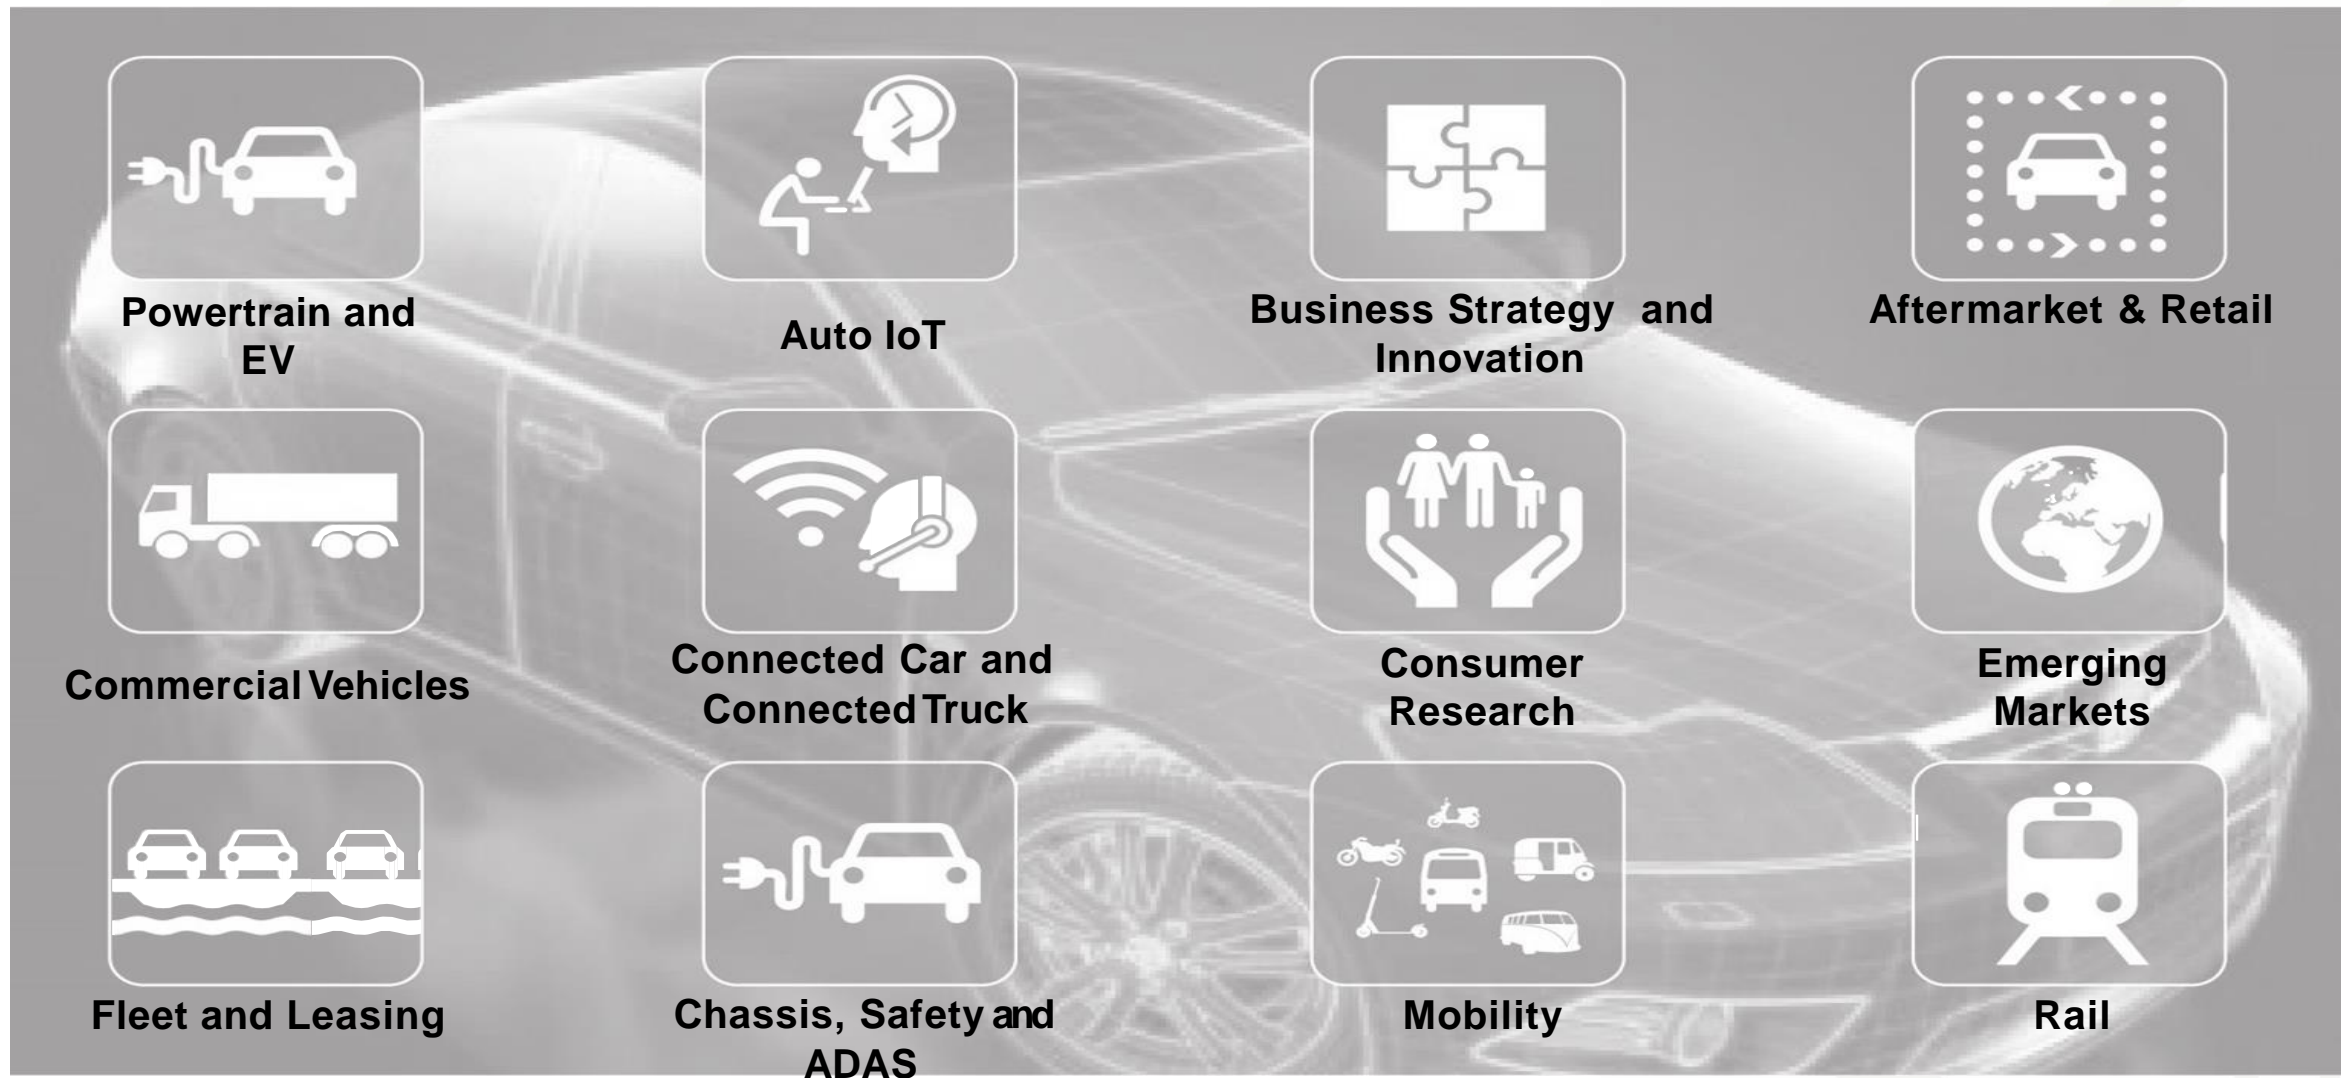 Powertrain and
EV
Auto IoT
Business Strategy and
Innovation
Aftermarket & Retail
Commercial Vehicles
Connected Car and
Connected Truck
Consumer
Research
Emerging
Markets
Fleet and Leasing
Chassis, Safety and
ADAS
Mobility
Rail